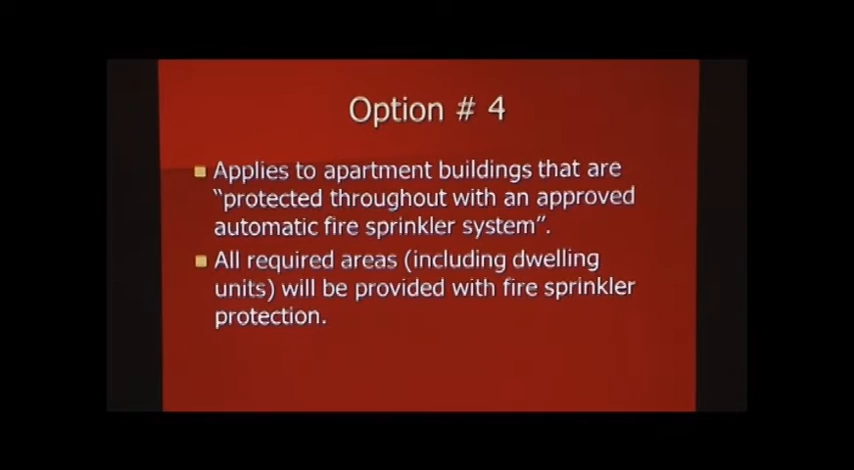 Option # 4
Applies to apartment buildings that are
"protected throughout with an approved
automatic fire sprinkler system".
All required areas (including dwelling
units) will be provided with fire sprinkler
protection.